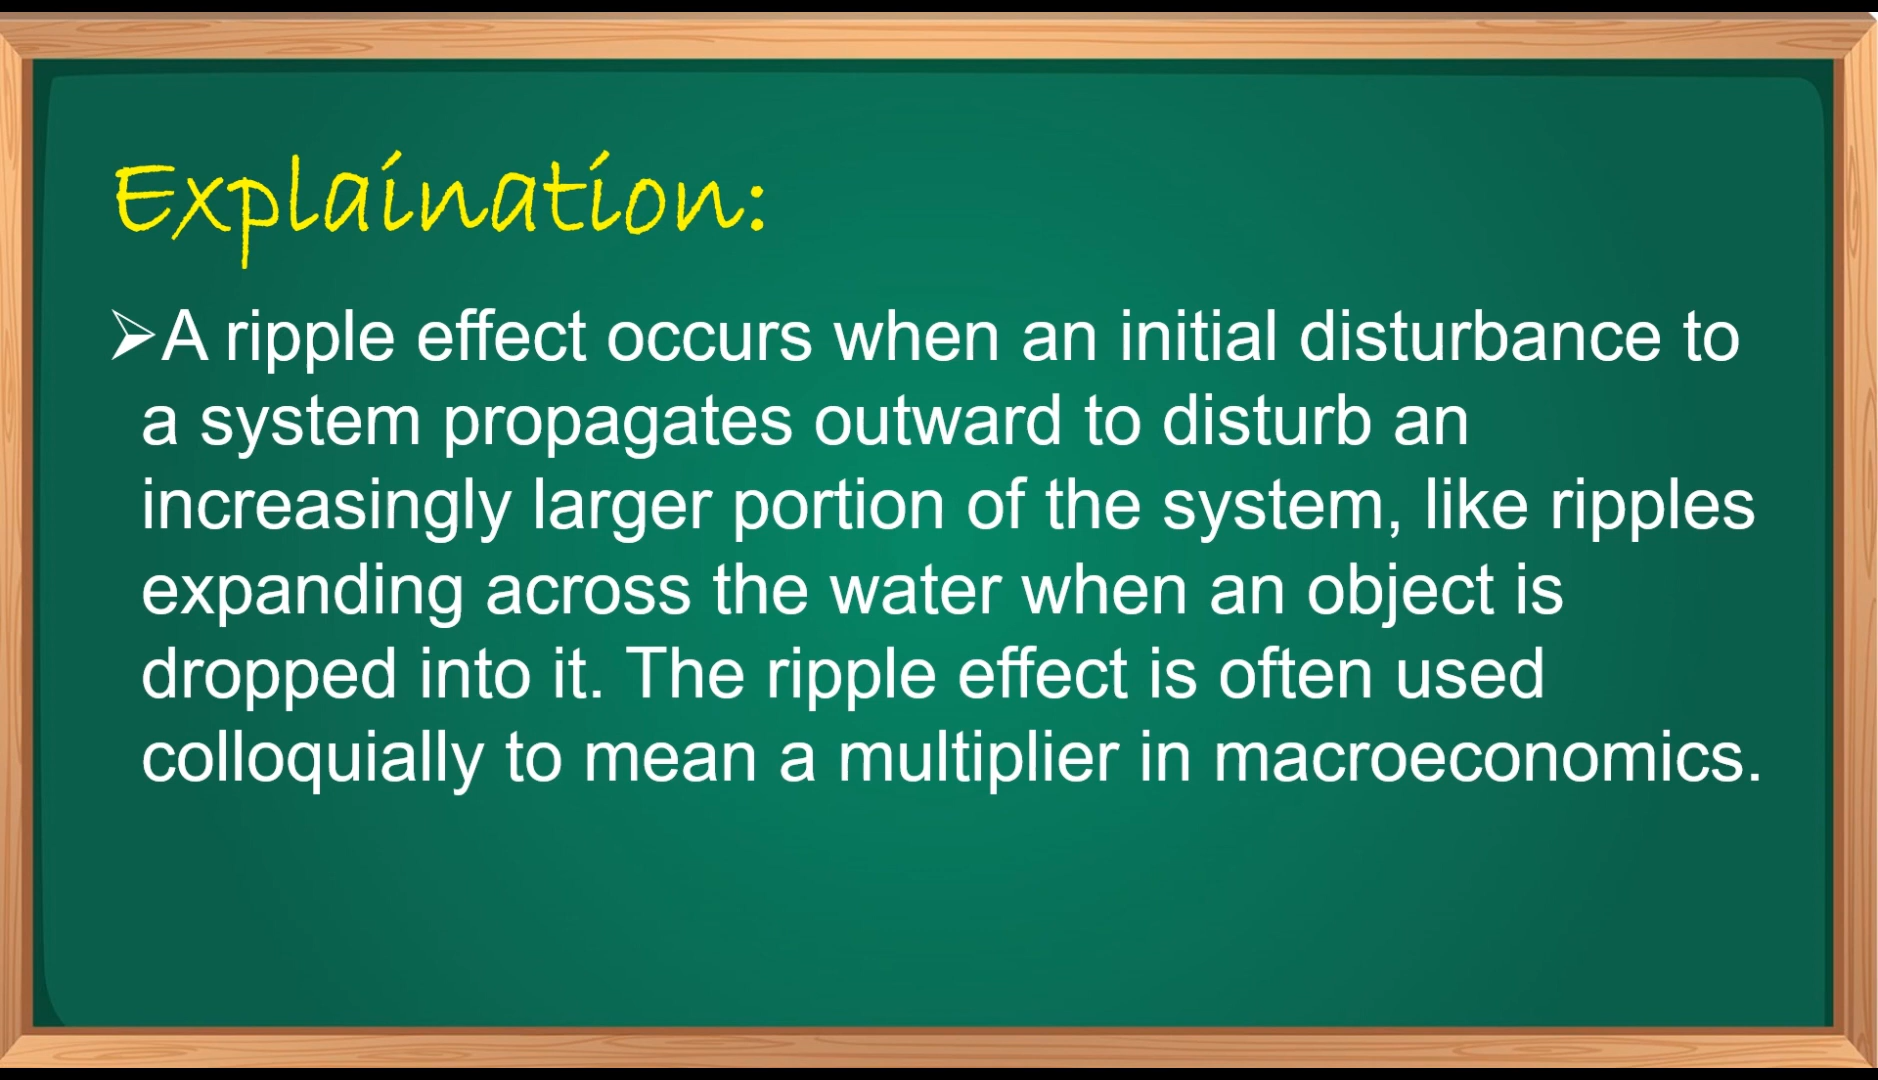 Explaination:
➢A ripple effect occurs when an initial disturbance to
a system propagates outward to disturb an
increasingly larger portion of the system, like ripples
expanding across the water when an object is
dropped into it. The ripple effect is often used
colloquially to mean a multiplier in macroeconomics.